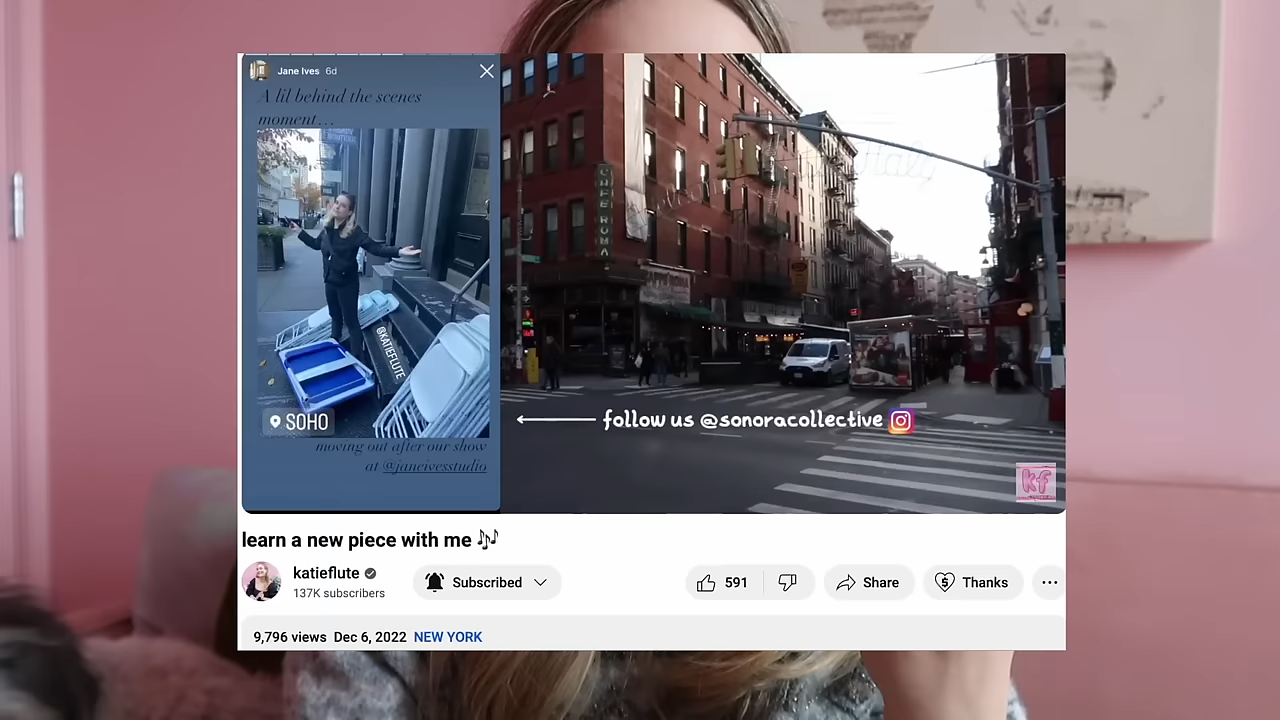 Jane Ives 6d
A lil behind the scenes
moment...
@KATIEFLUTE
SOHO
moving out after our show
at @janeivesstudio
CAFE ROMA
follow us @sonoracollective
kf
learn a new piece with me
katieflute
137K subscribers
Subscribed
591
Share
Thanks
9,796 views Dec 6, 2022 NEW YORK